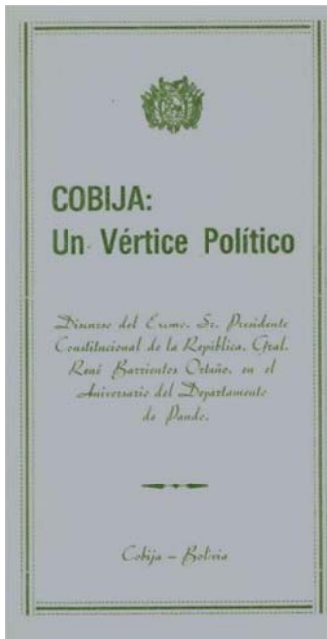 COBIJA:
Un Vértice Político
Discurso del Excmo. Sr. Presidente
Constitucional de la República, Gral.
René Barrientos Ortuño, en el
Aniversario del Departamento
de Pando.
Cobija - Bolivia